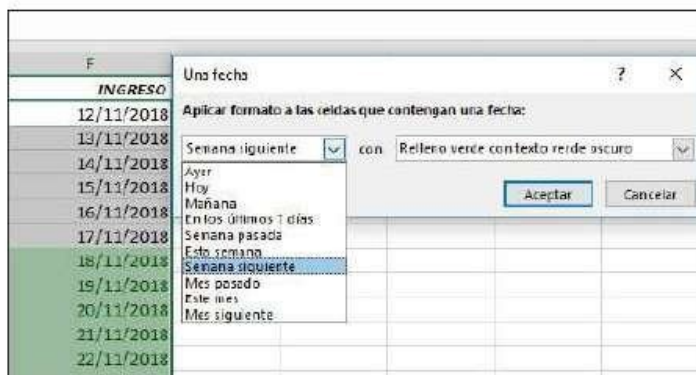 F
INGRESO
12/11/2018
13/11/2018
14/11/2018
15/11/2018
16/11/2018
17/11/2018
18/11/2018
19/11/2018
20/11/2018
21/11/2018
22/11/2018
Una fecha ? ×
Aplicar formato a las celdas que contengan una fecha:
Semana siguiente con Relleno verde con texto verde oscuro
Ayer
Hoy
Mañana
En los últimos 7 días
Semana pasada
Esta semana
Semana siguiente
Mes pasado
Este mes
Mes siguiente
Aceptar Cancelar